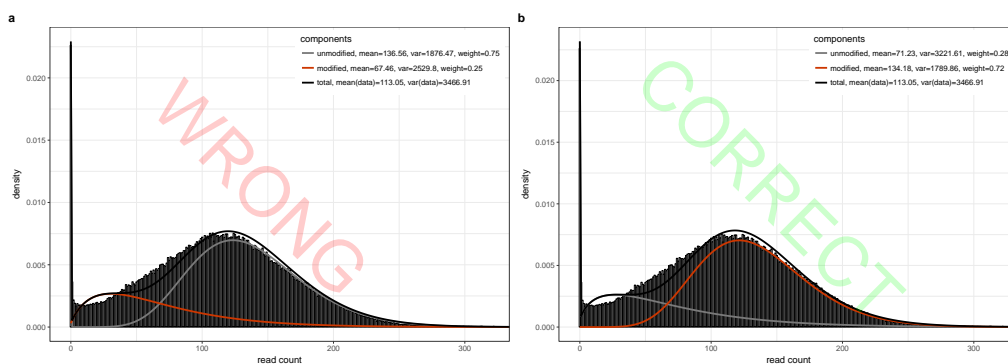 a
components
unmodified, mean=136.56, var=1876.47, weight=0.75
modified, mean=67.46, var=2529.8, weight=0.25
total, mean(data)=113.05, var(data)=3466.91
WRONG
density
0.020
0.015
0.010
0.005
0.000
0
100
200
300
read count
b
components
unmodified, mean=71.23, var=3221.61, weight=0.28
modified, mean=134.18, var=1789.86, weight=0.72
total, mean(data)=113.05, var(data)=3466.91
CORRECT
density
0.020
0.015
0.010
0.005
0.000
0
100
200
300
read count